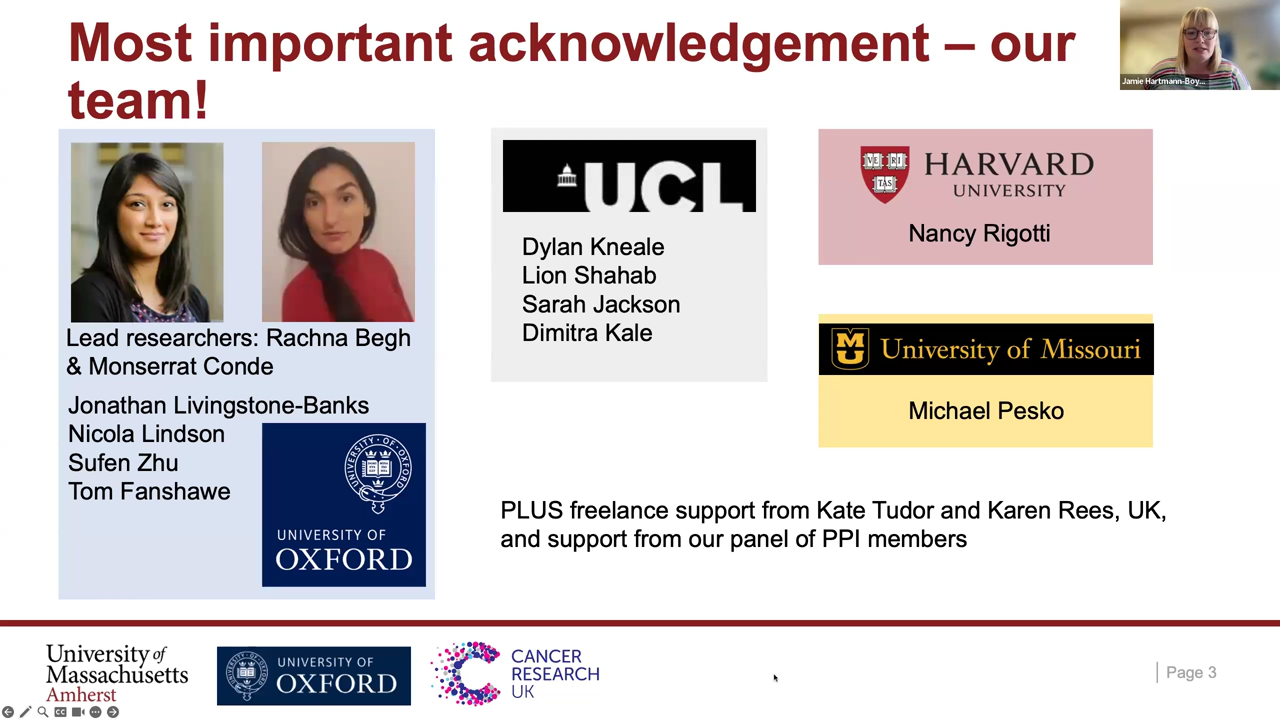 Most important acknowledgement – our
team!
Jamie Hartmann-Boy...
Lead researchers: Rachna Begh
& Monserrat Conde
Jonathan Livingstone-Banks
Nicola Lindson
Sufen Zhu
Tom Fanshawe
UNIVERSITY OF OXFORD
UNIVERSITY OF
OXFORD
UCL
Dylan Kneale
Lion Shahab
Sarah Jackson
Dimitra Kale
VE RI
TAS
HARVARD
UNIVERSITY
Nancy Rigotti
MU
University of Missouri
Michael Pesko
PLUS freelance support from Kate Tudor and Karen Rees, UK,
and support from our panel of PPI members
University of
Massachusetts
Amherst
UNIVERSITY OF
OXFORD
CANCER
RESEARCH
UK
Page 3